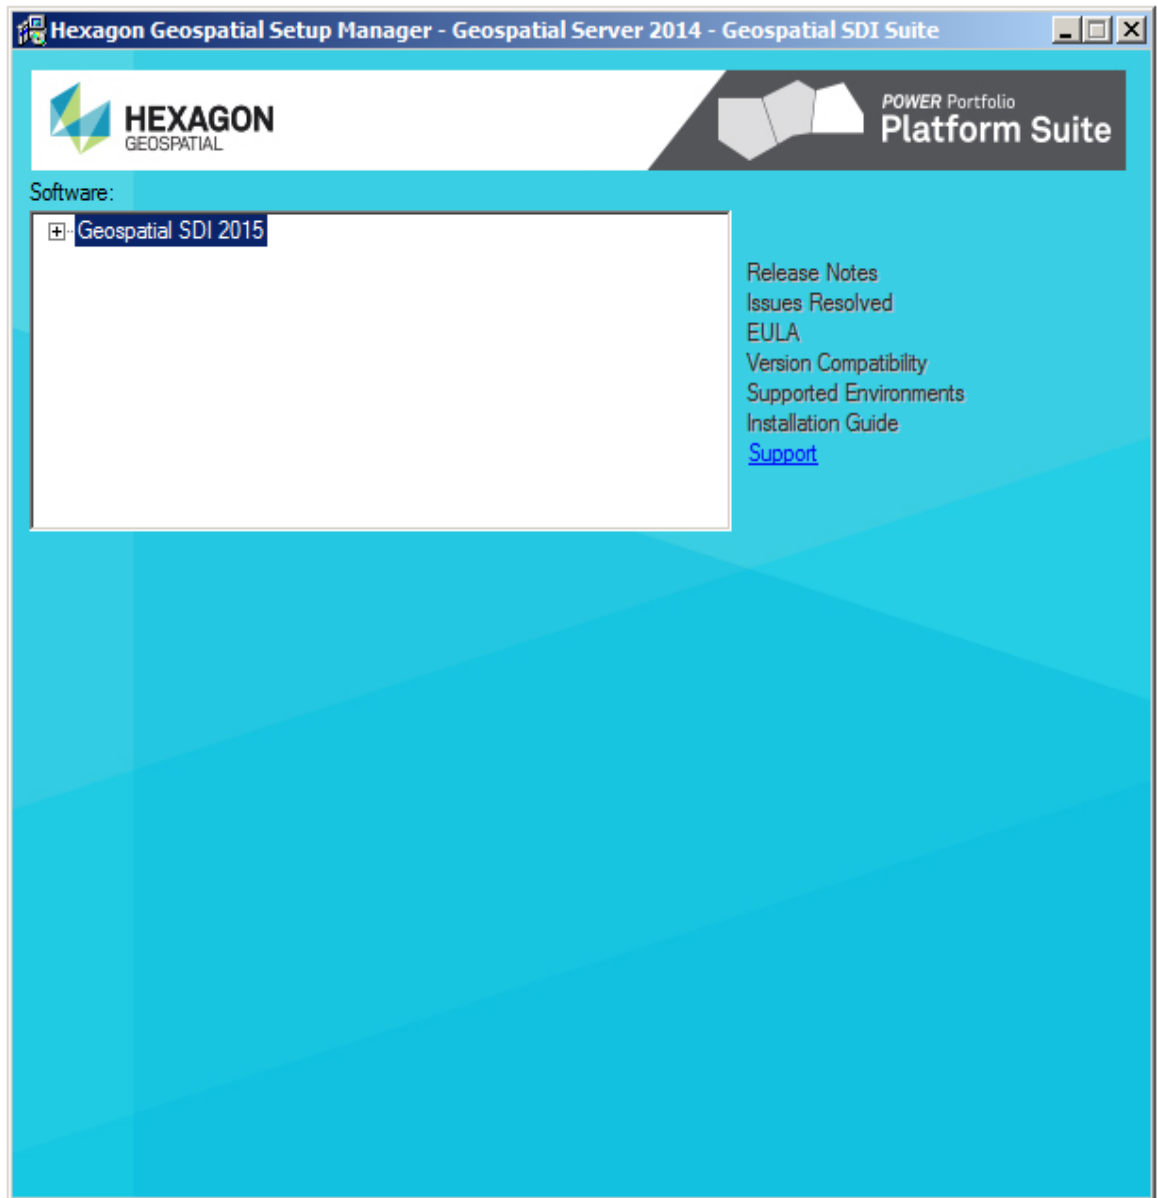 Hexagon Geospatial Setup Manager - Geospatial Server 2014 - Geospatial SDI Suite
HEXAGON
GEOSPATIAL
POWER Portfolio
Platform Suite
Software:
Geospatial SDI 2015
Release Notes
Issues Resolved
EULA
Version Compatibility
Supported Environments
Installation Guide
Support